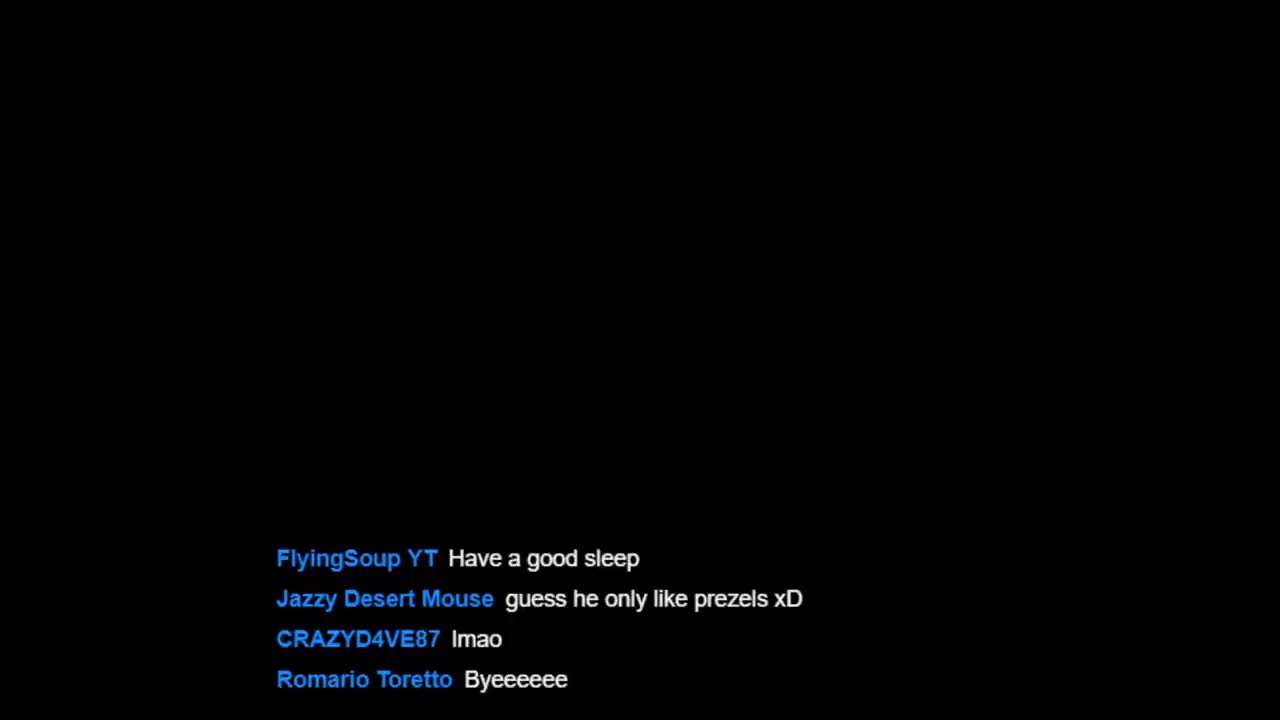 FlyingSoup YT Have a good sleep
Jazzy Desert Mouse guess he only like prezels xD
CRAZYD4VE87 lmao
Romario Toretto Byeeeeee